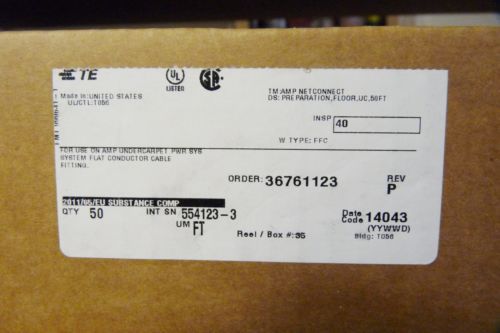 TE
UL
LISTED
TM:AMP NETCONNECT
Made In:UNITED STATES
DS: PREPARATION,FLOOR,UC,50FT
UL/CTL:T056
INSP 40
W TYPE: FFC
FOR USE ON AMP UNDERCARPET PWR SYS
SYSTEM FLAT CONDUCTOR CABLE
FITTING.
ORDER: 36761123
REV
P
2011/65/EU SUBSTANCE COMP
QTY 50
INT SN 554123-3
UM FT
Reel / Box #:35
Date
Code 14043
(YYWWD)
Bldg: T056